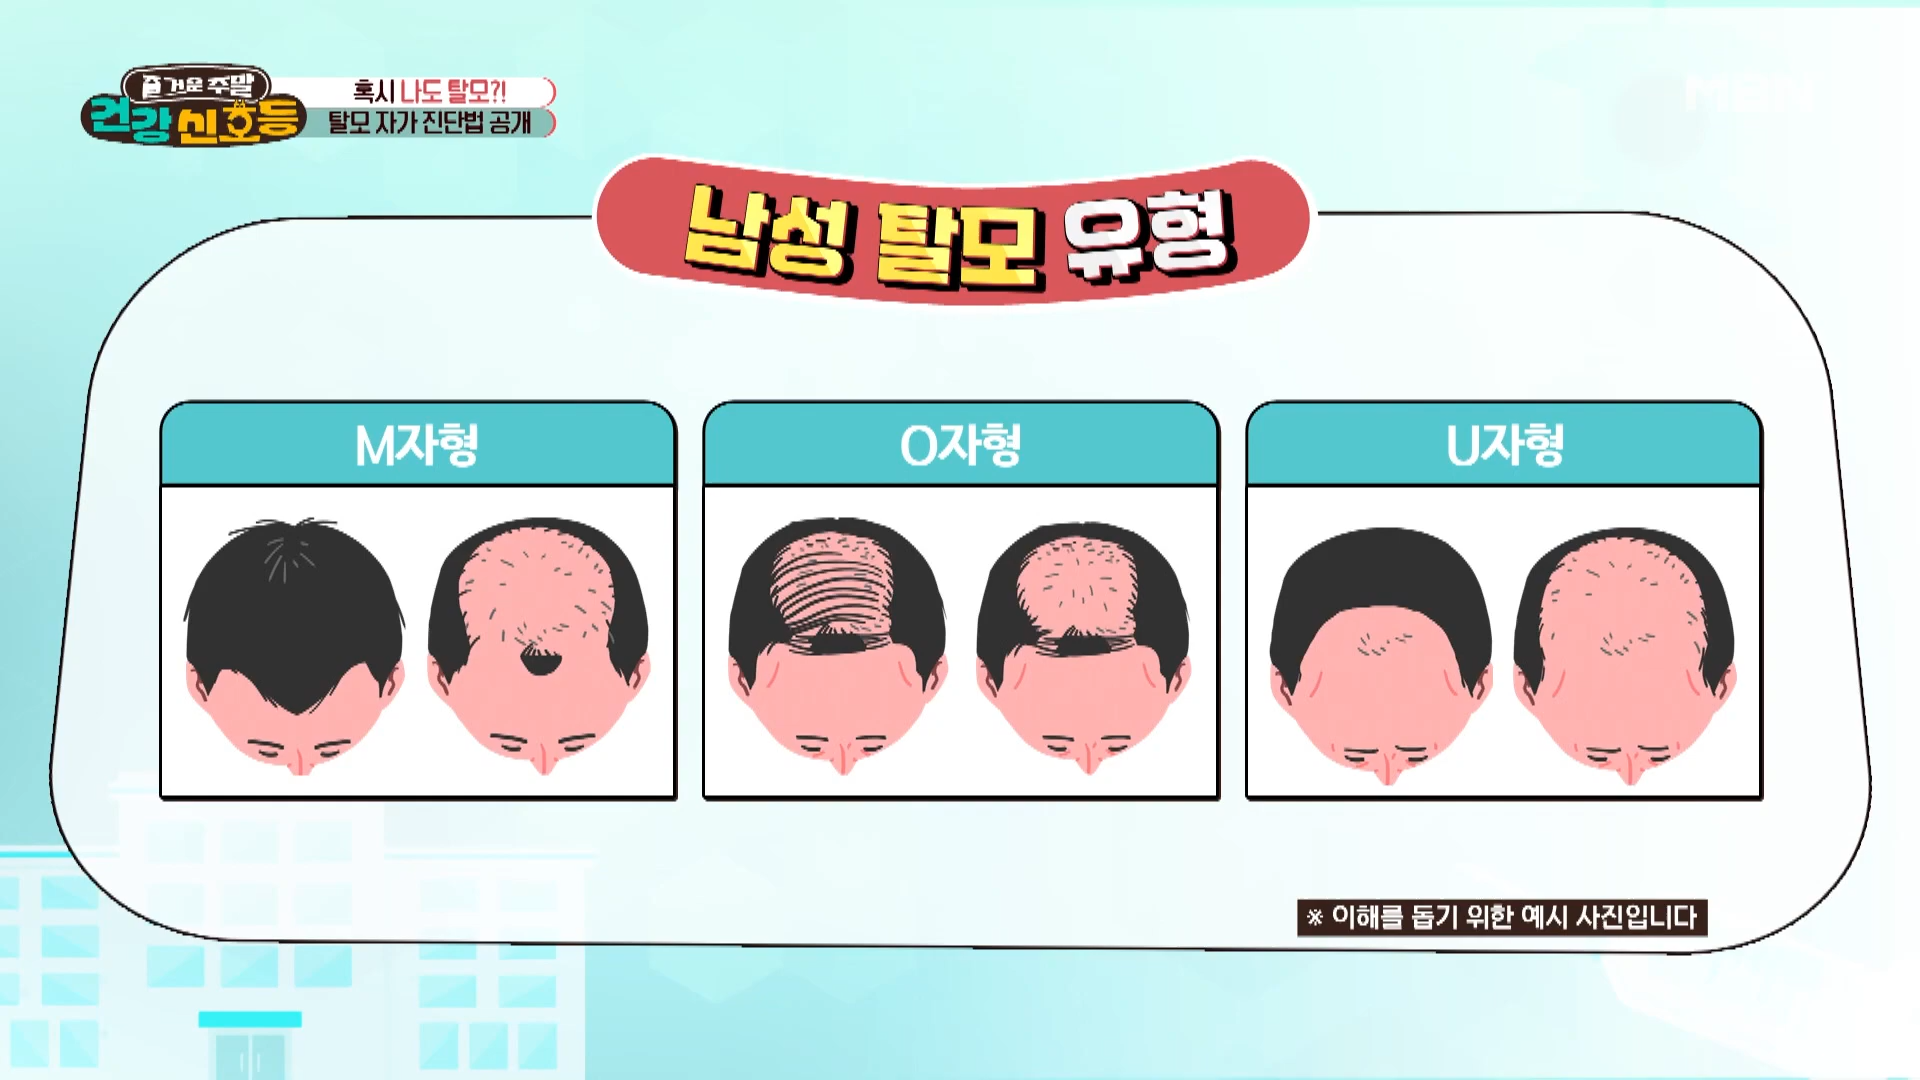 즐거운 주말
건강 신호등
혹시 나도 탈모?!
탈모 자가 진단법 공개
MBN
남성 탈모 유형
M자형
O자형
U자형
※ 이해를 돕기 위한 예시 사진입니다